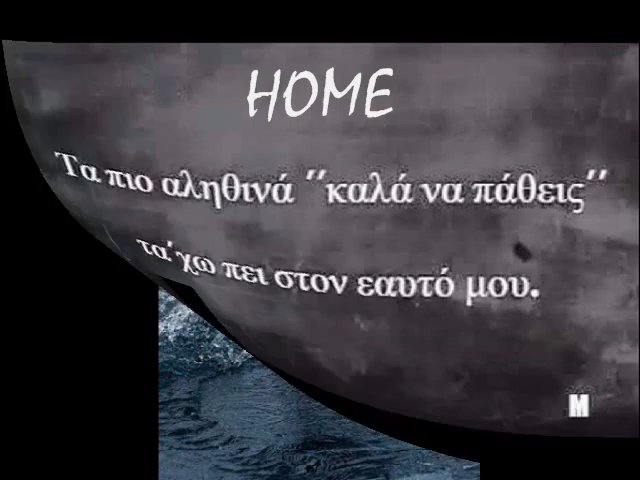 HOME
Τα πιο αληθινά "καλά να πάθεις"
τα'χω πει στον εαυτό μου.
M